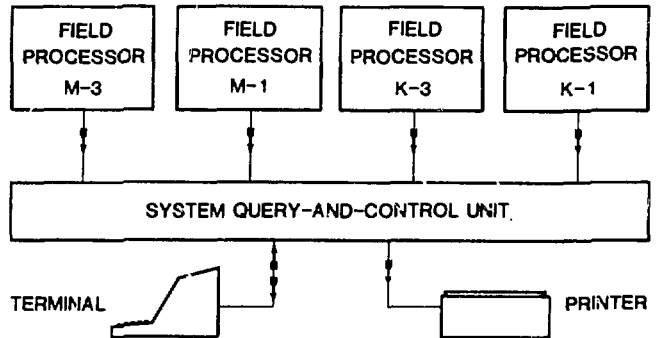 FIELD
PROCESSOR
M-3
FIELD
PROCESSOR
M-1
FIELD
PROCESSOR
K-3
FIELD
PROCESSOR
K-1
SYSTEM QUERY-AND-CONTROL UNIT
TERMINAL
PRINTER